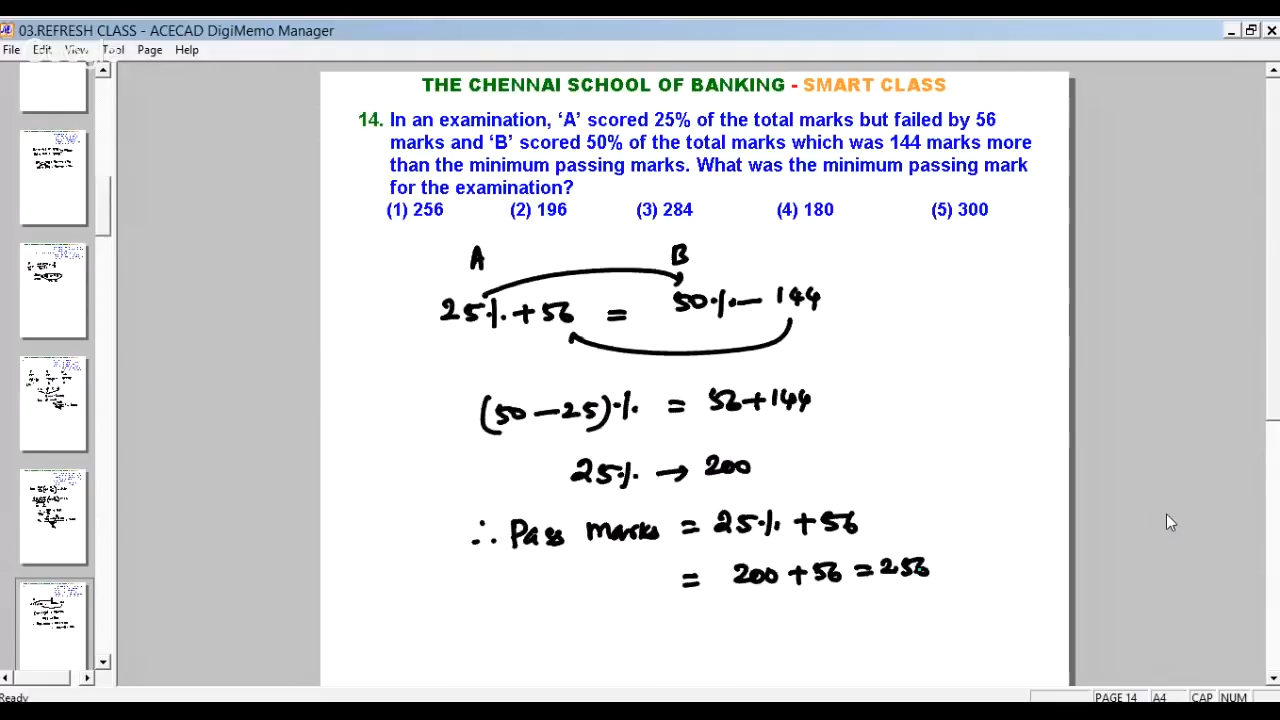 03.REFRESH CLASS - ACECAD DigiMemo Manager
File Edit View Tool Page Help
THE CHENNAI SCHOOL OF BANKING - SMART CLASS
14. In an examination, ‘A’ scored 25% of the total marks but failed by 56
marks and ‘B’ scored 50% of the total marks which was 144 marks more
than the minimum passing marks. What was the minimum passing mark
for the examination?
(1) 256 (2) 196 (3) 284 (4) 180 (5) 300
A B
25% + 56 = 50% - 144
(50 - 25)% = 56 + 144
25% → 200
∴ Pass marks = 25% + 56
= 200 + 56 = 256
Ready PAGE 14 A4 CAP NUM